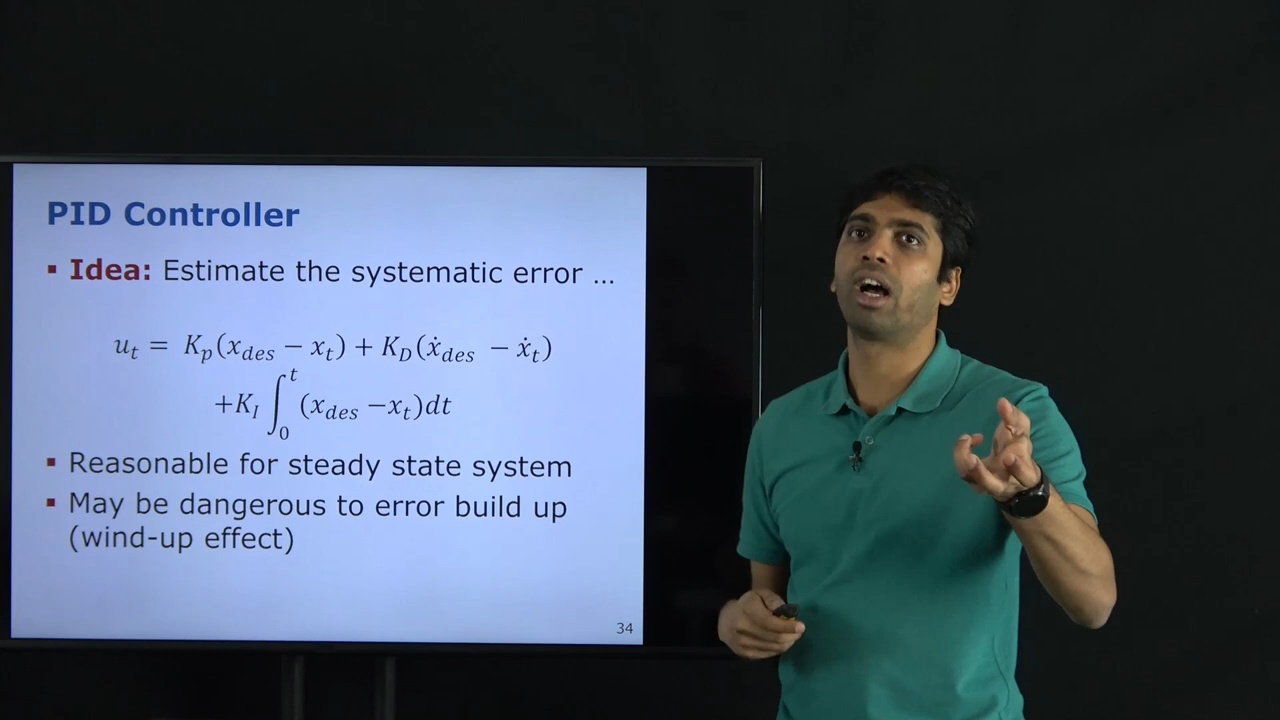 PID Controller
▪ Idea: Estimate the systematic error ...
u_t = K_p(x_des − x_t) + K_D(ẋ_des − ẋ_t)
+K_I ∫_0^t (x_des −x_t)dt
▪ Reasonable for steady state system
▪ May be dangerous to error build up
(wind-up effect)
34